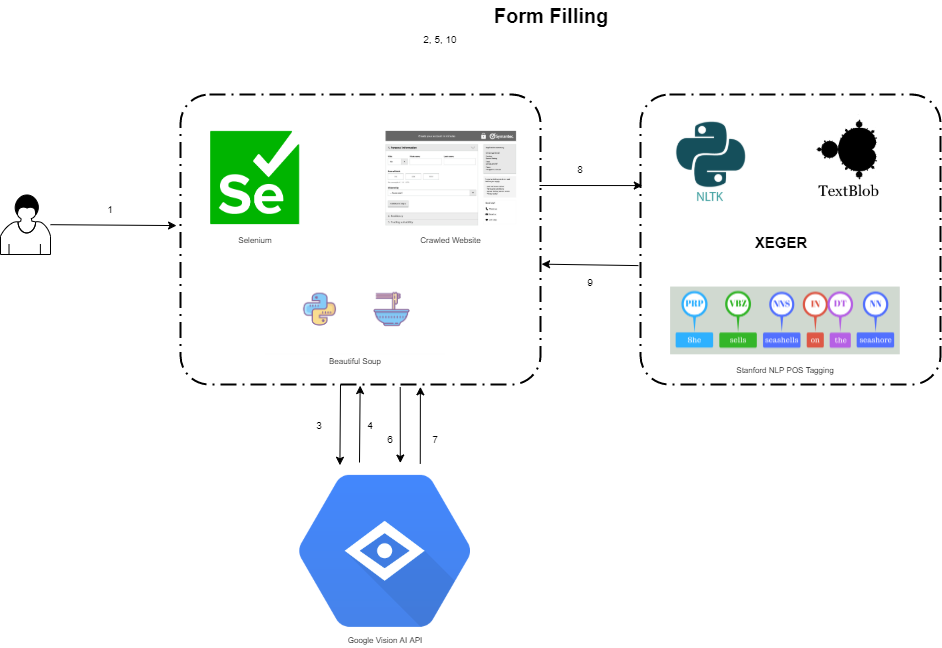 Form Filling
2, 5, 10
Se
Symantec
NLTK
TextBlob
8
1
Selenium
Crawled Website
XEGER
9
PRP VBZ NNS IN DT NN
She sells seashells on the seashore
Beautiful Soup
Stanford NLP POS Tagging
3
4
6
7
Google Vision AI API